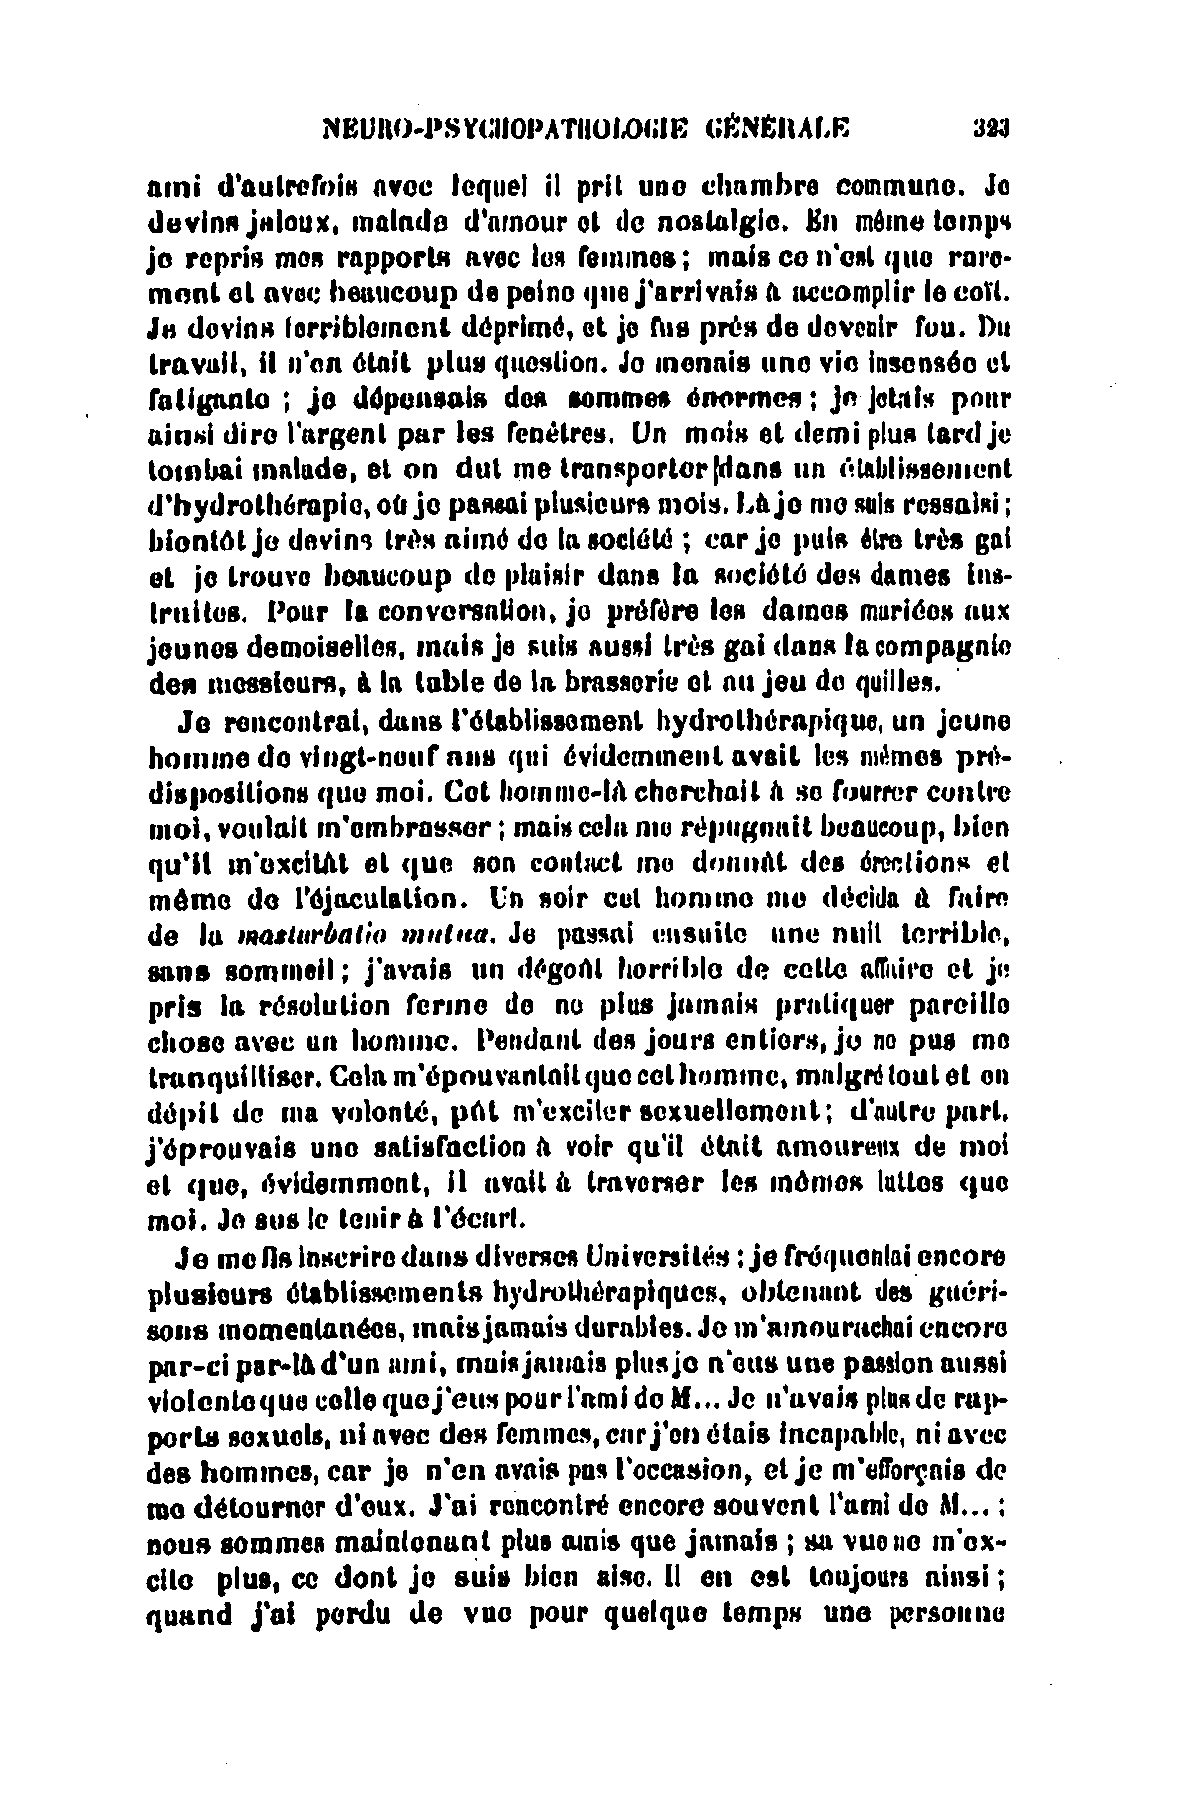 NEURO-PSYCHOPATHOLOGIE GÉNÉRALE 323
ami d'autrefois avec lequel il prit une chambre commune. Je
devins jaloux, malade d'amour et de nostalgie. En même temps
je repris mes rapports avec les femmes ; mais ce n'est que rare-
ment et avec beaucoup de peine que j'arrivais à accomplir le coït.
Je devins terriblement déprimé, et je fus près de devenir fou. Du
travail, il n'en était plus question. Je menais une vie insensée et
fatigante ; je dépensais des sommes énormes ; je jetais pour
ainsi dire l'argent par les fenêtres. Un mois et demi plus tard je
tombai malade, et on dut me transporter dans un établissement
d'hydrothérapie, où je passai plusieurs mois. Là je me suis ressaisi ;
bientôt je devins très aimé de la société ; car je puis être très gai
et je trouve beaucoup de plaisir dans la société des dames ins-
truites. Pour la conversation, je préfère les dames mariées aux
jeunes demoiselles, mais je suis aussi très gai dans la compagnie
des messieurs, à la table de la brasserie et au jeu de quilles.
Je rencontrai, dans l'établissement hydrothérapique, un jeune
homme de vingt-neuf ans qui évidemment avait les mêmes pré-
dispositions que moi. Cet homme-là cherchait à se fourrer contre
moi, voulait m'embrasser ; mais cela me répugnait beaucoup, bien
qu'il m'excitât et que son contact me donnât des érections et
même de l'éjaculation. Un soir cet homme me décida à faire
de la masturbatio mutua. Je passai ensuite une nuit terrible,
sans sommeil ; j'avais un dégoût horrible de cette affaire et je
pris la résolution ferme de ne plus jamais pratiquer pareille
chose avec un homme. Pendant des jours entiers, je ne pus me
tranquilliser. Cela m'épouvantait que cet homme, malgré tout et en
dépit de ma volonté, pût m'exciter sexuellement ; d'autre part,
j'éprouvais une satisfaction à voir qu'il était amoureux de moi
et que, évidemment, il avait à traverser les mêmes luttes que
moi. Je sus le tenir à l'écart.
Je me fis inscrire dans diverses Universités ; je fréquentai encore
plusieurs établissements hydrothérapiques, obtenant des guéri-
sons momentanées, mais jamais durables. Je m'amourachai encore
par-ci par-là d'un ami, mais jamais plus je n'eus une passion aussi
violente que celle que j'eus pour l'ami de M... Je n'avais plus de rap-
ports sexuels, ni avec des femmes, car j'en étais incapable, ni avec
des hommes, car je n'en avais pas l'occasion, et je m'efforçais de
me détourner d'eux. J'ai rencontré encore souvent l'ami de M... ;
nous sommes maintenant plus amis que jamais ; sa vue ne m'ex-
cite plus, ce dont je suis bien aise. Il en est toujours ainsi ;
quand j'ai perdu de vue pour quelque temps une personne